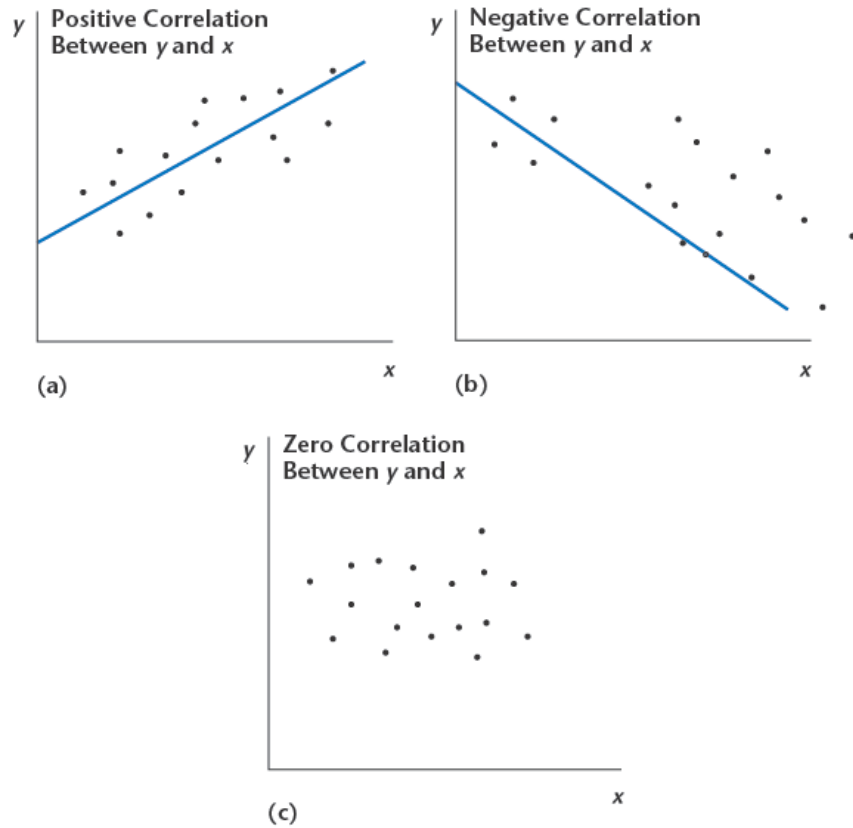 y
Positive Correlation
Between y and x
x
(a)
y
Negative Correlation
Between y and x
x
(b)
y
Zero Correlation
Between y and x
x
(c)